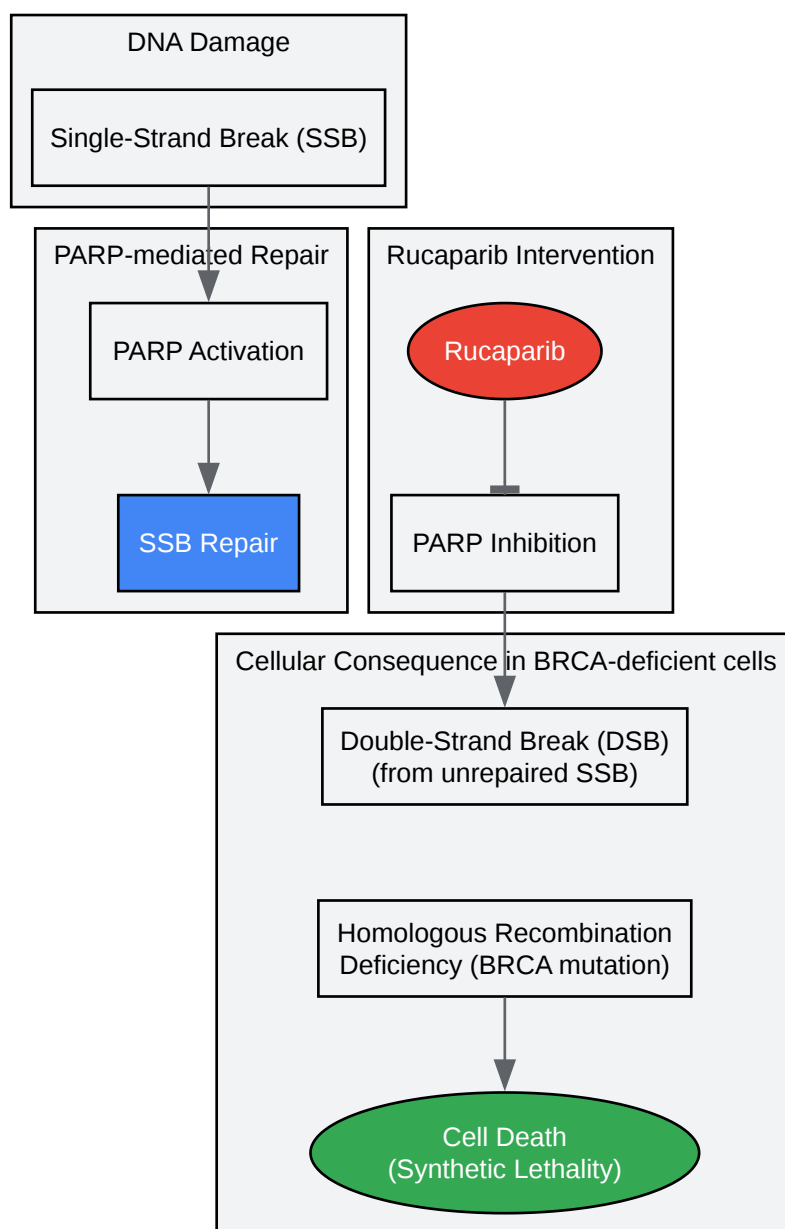 DNA Damage
Single-Strand Break (SSB)
PARP-mediated Repair
PARP Activation
SSB Repair
Rucaparib Intervention
Rucaparib
PARP Inhibition
Cellular Consequence in BRCA-deficient cells
Double-Strand Break (DSB)
(from unrepaired SSB)
Homologous Recombination
Deficiency (BRCA mutation)
Cell Death
(Synthetic Lethality)